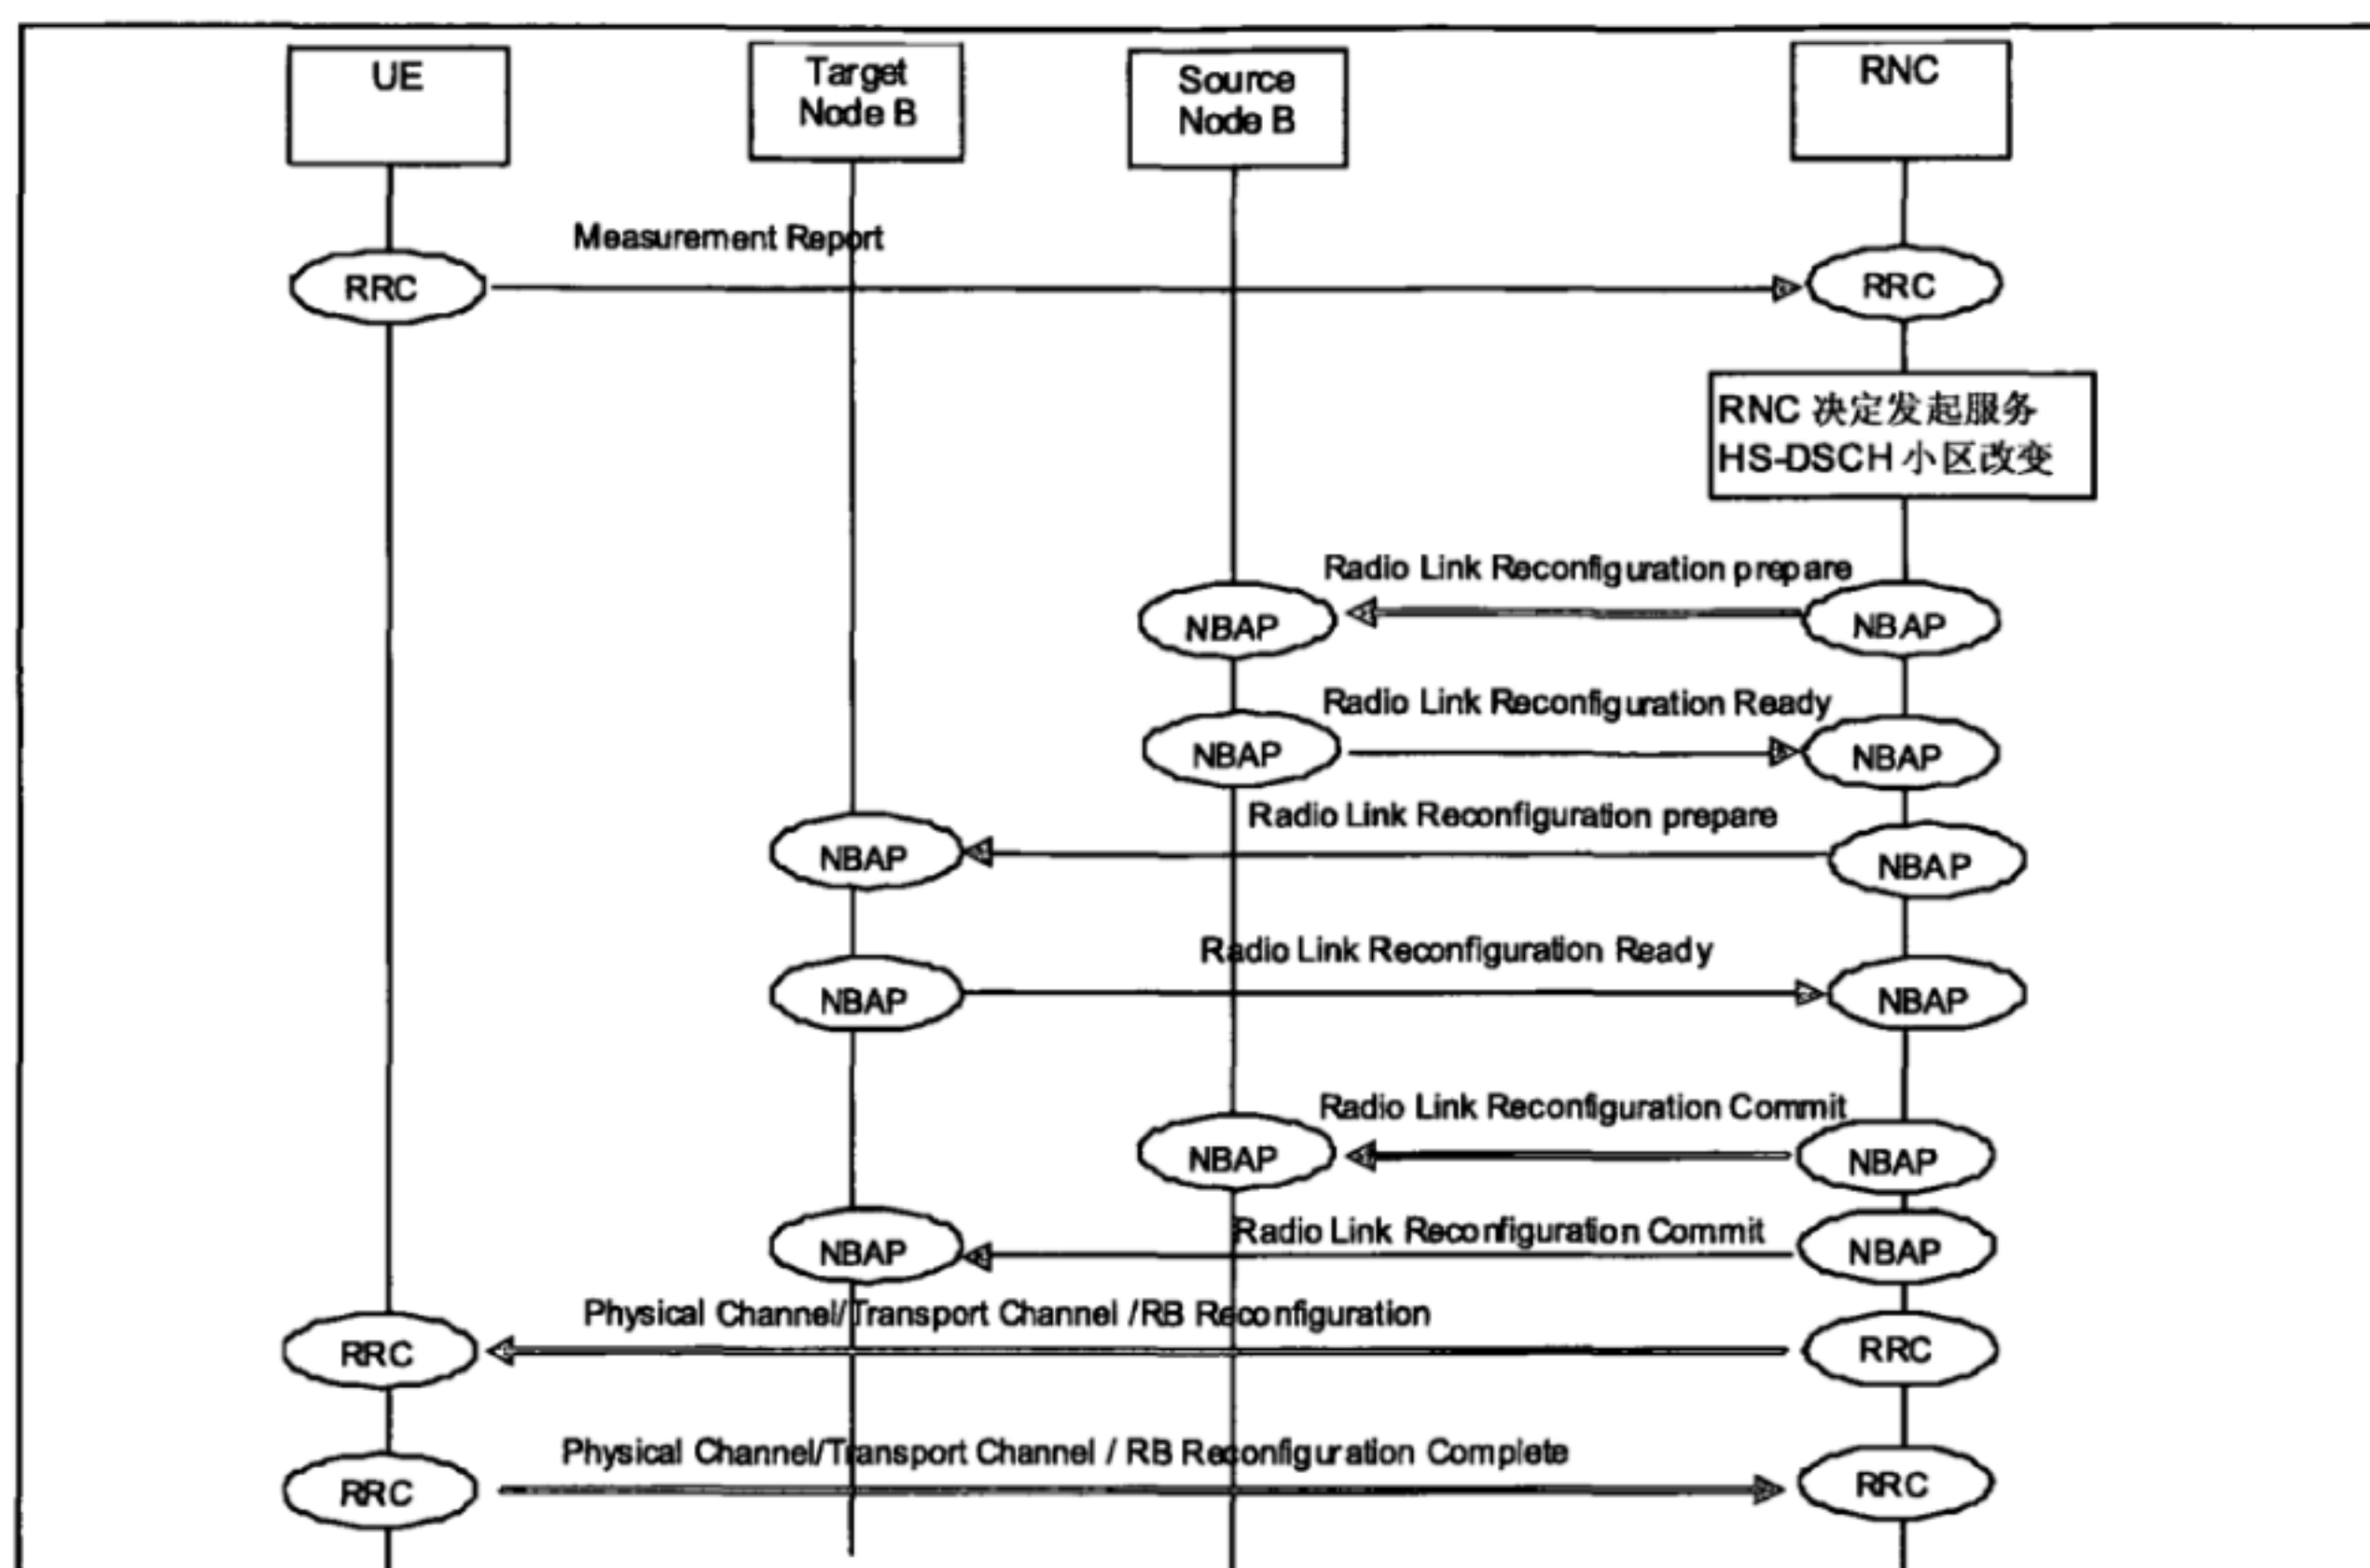 UE
Target
Node B
Source
Node B
RNC
Measurement Report
RRC
RRC
RNC 决定发起服务
HS-DSCH 小区改变
Radio Link Reconfiguration prepare
NBAP
NBAP
Radio Link Reconfiguration Ready
NBAP
NBAP
Radio Link Reconfiguration prepare
NBAP
NBAP
Radio Link Reconfiguration Ready
NBAP
NBAP
Radio Link Reconfiguration Commit
NBAP
NBAP
Radio Link Reconfiguration Commit
NBAP
NBAP
Physical Channel/Transport Channel /RB Reconfiguration
RRC
RRC
Physical Channel/Transport Channel / RB Reconfiguration Complete
RRC
RRC